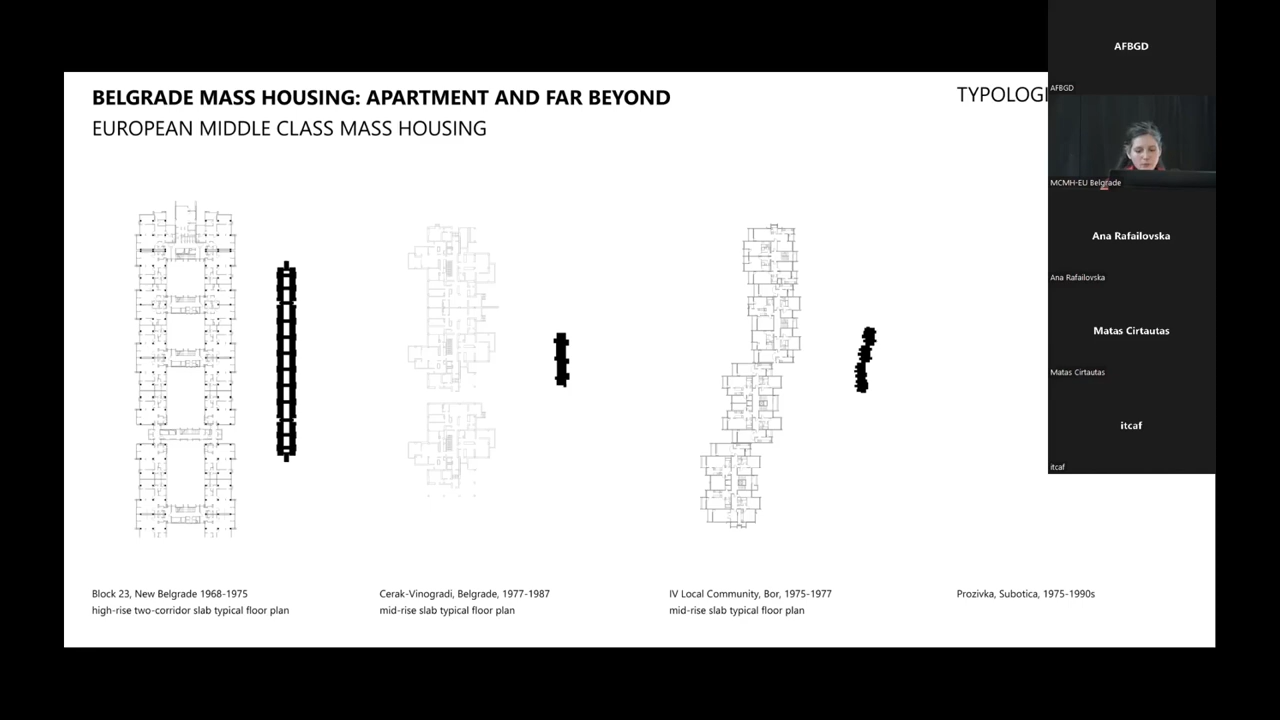 BELGRADE MASS HOUSING: APARTMENT AND FAR BEYOND
EUROPEAN MIDDLE CLASS MASS HOUSING
TYPOLOGI
Block 23, New Belgrade 1968-1975
high-rise two-corridor slab typical floor plan
Cerak-Vinogradi, Belgrade, 1977-1987
mid-rise slab typical floor plan
IV Local Community, Bor, 1975-1977
mid-rise slab typical floor plan
Prozivka, Subotica, 1975-1990s
AFBGD
AFBGD
MCMH-EU Belgrade
Ana Rafailovska
Ana Rafailovska
Matas Cirtautas
Matas Cirtautas
itcaf
itcaf